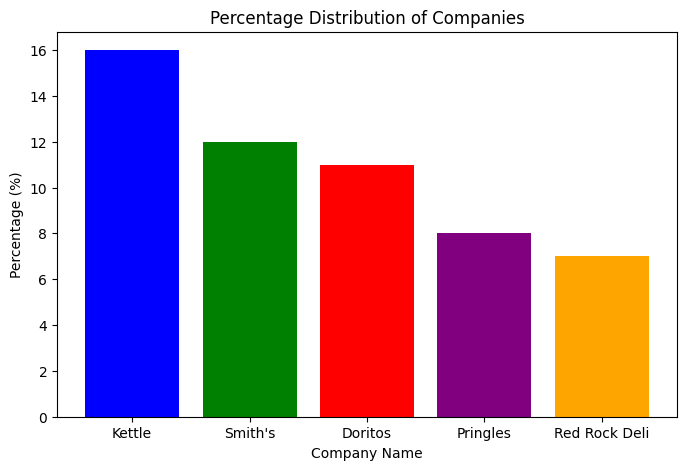 Percentage Distribution of Companies
Percentage (%)
16
14
12
10
8
6
4
2
0
Kettle Smith's Doritos Pringles Red Rock Deli
Company Name